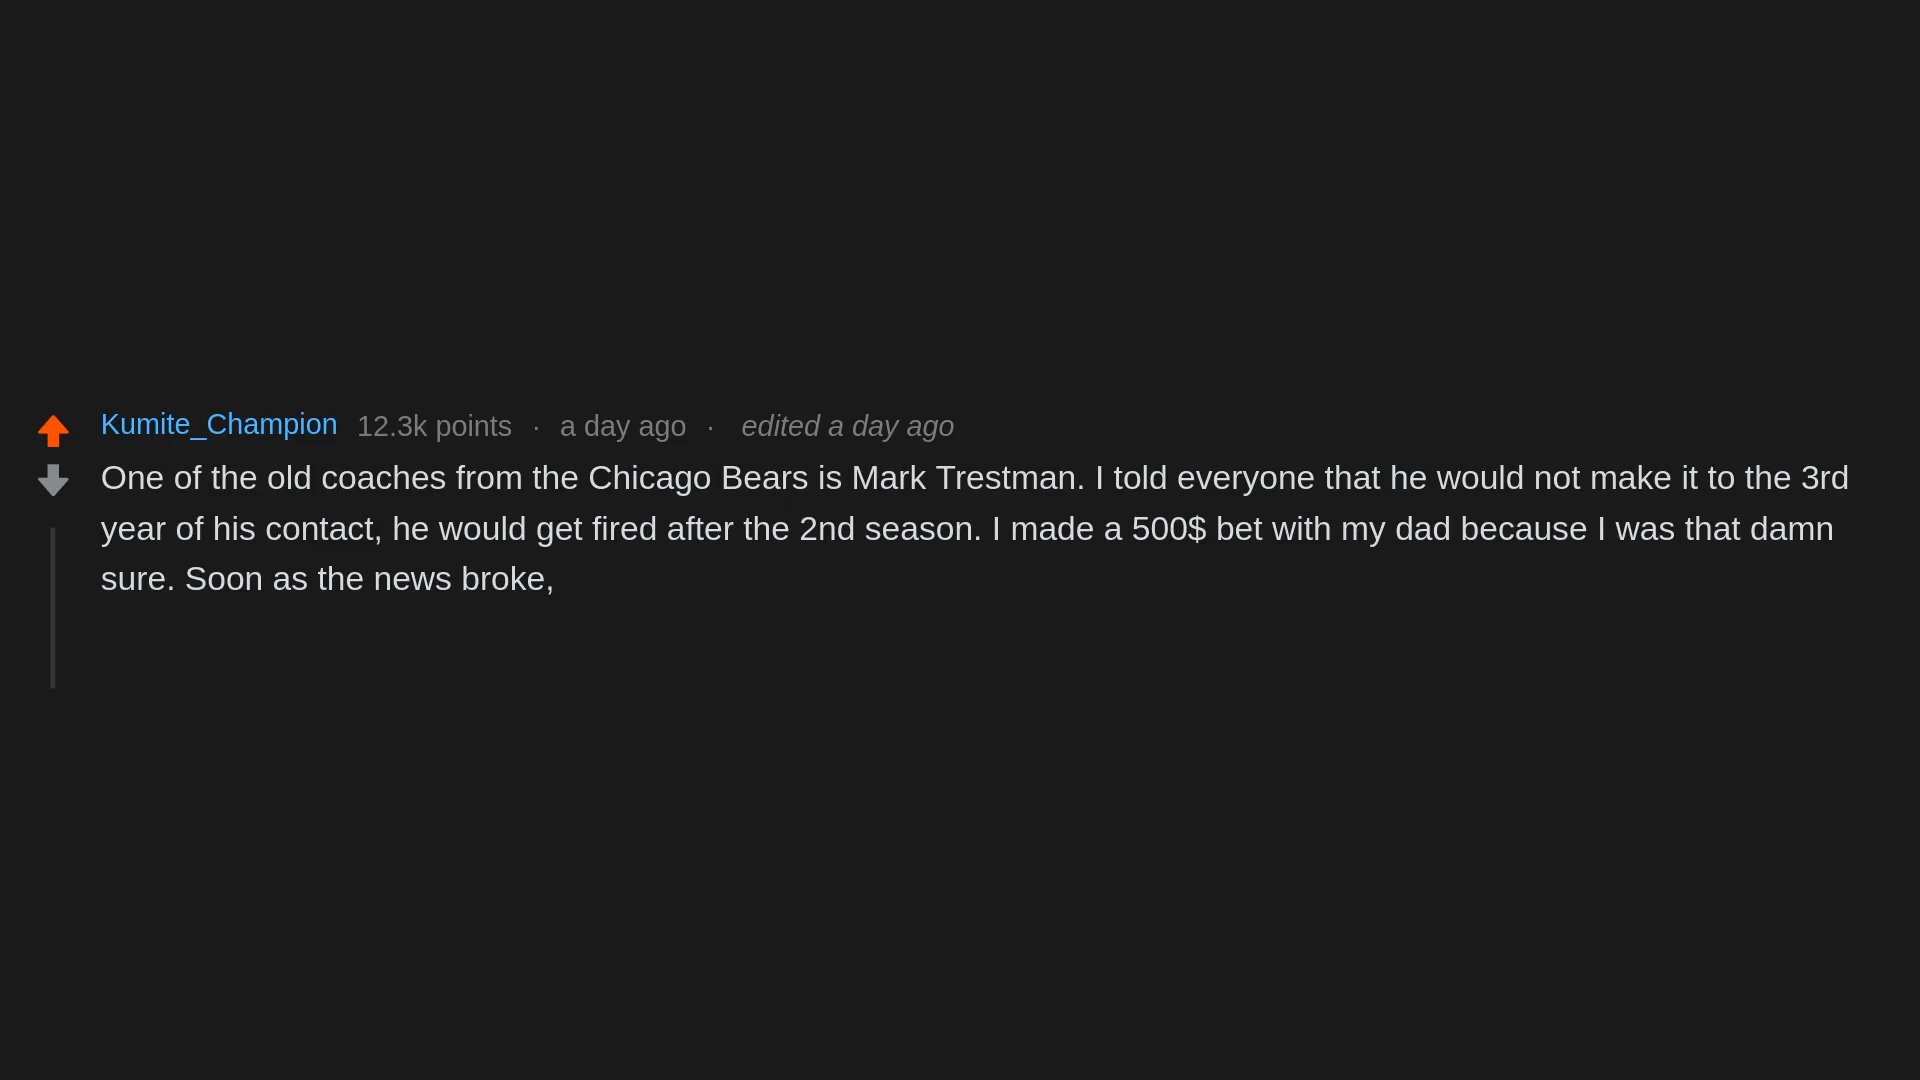 Kumite_Champion 12.3k points · a day ago · edited a day ago
One of the old coaches from the Chicago Bears is Mark Trestman. I told everyone that he would not make it to the 3rd
year of his contact, he would get fired after the 2nd season. I made a 500$ bet with my dad because I was that damn
sure. Soon as the news broke,